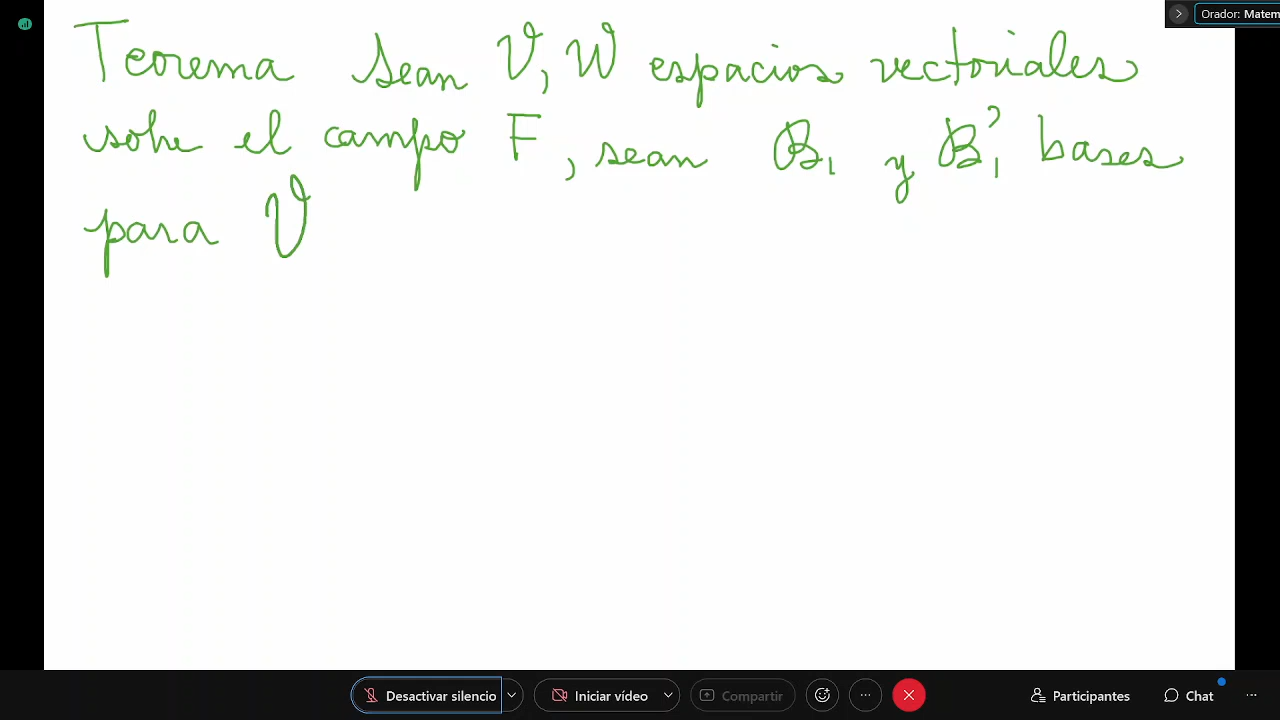 Orador: Matem
Teorema Sean V, W espacios vectoriales
sobre el campo F, sean B₁ y B₁' bases
para V
Desactivar silencio
Iniciar vídeo
Compartir
Participantes
Chat